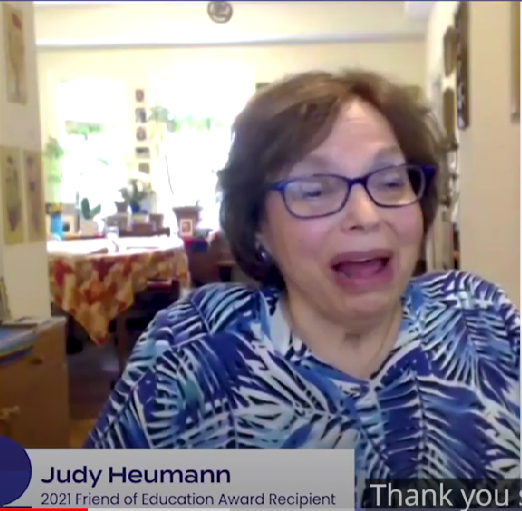 Judy Heumann
2021 Friend of Education Award Recipient
Thank you s